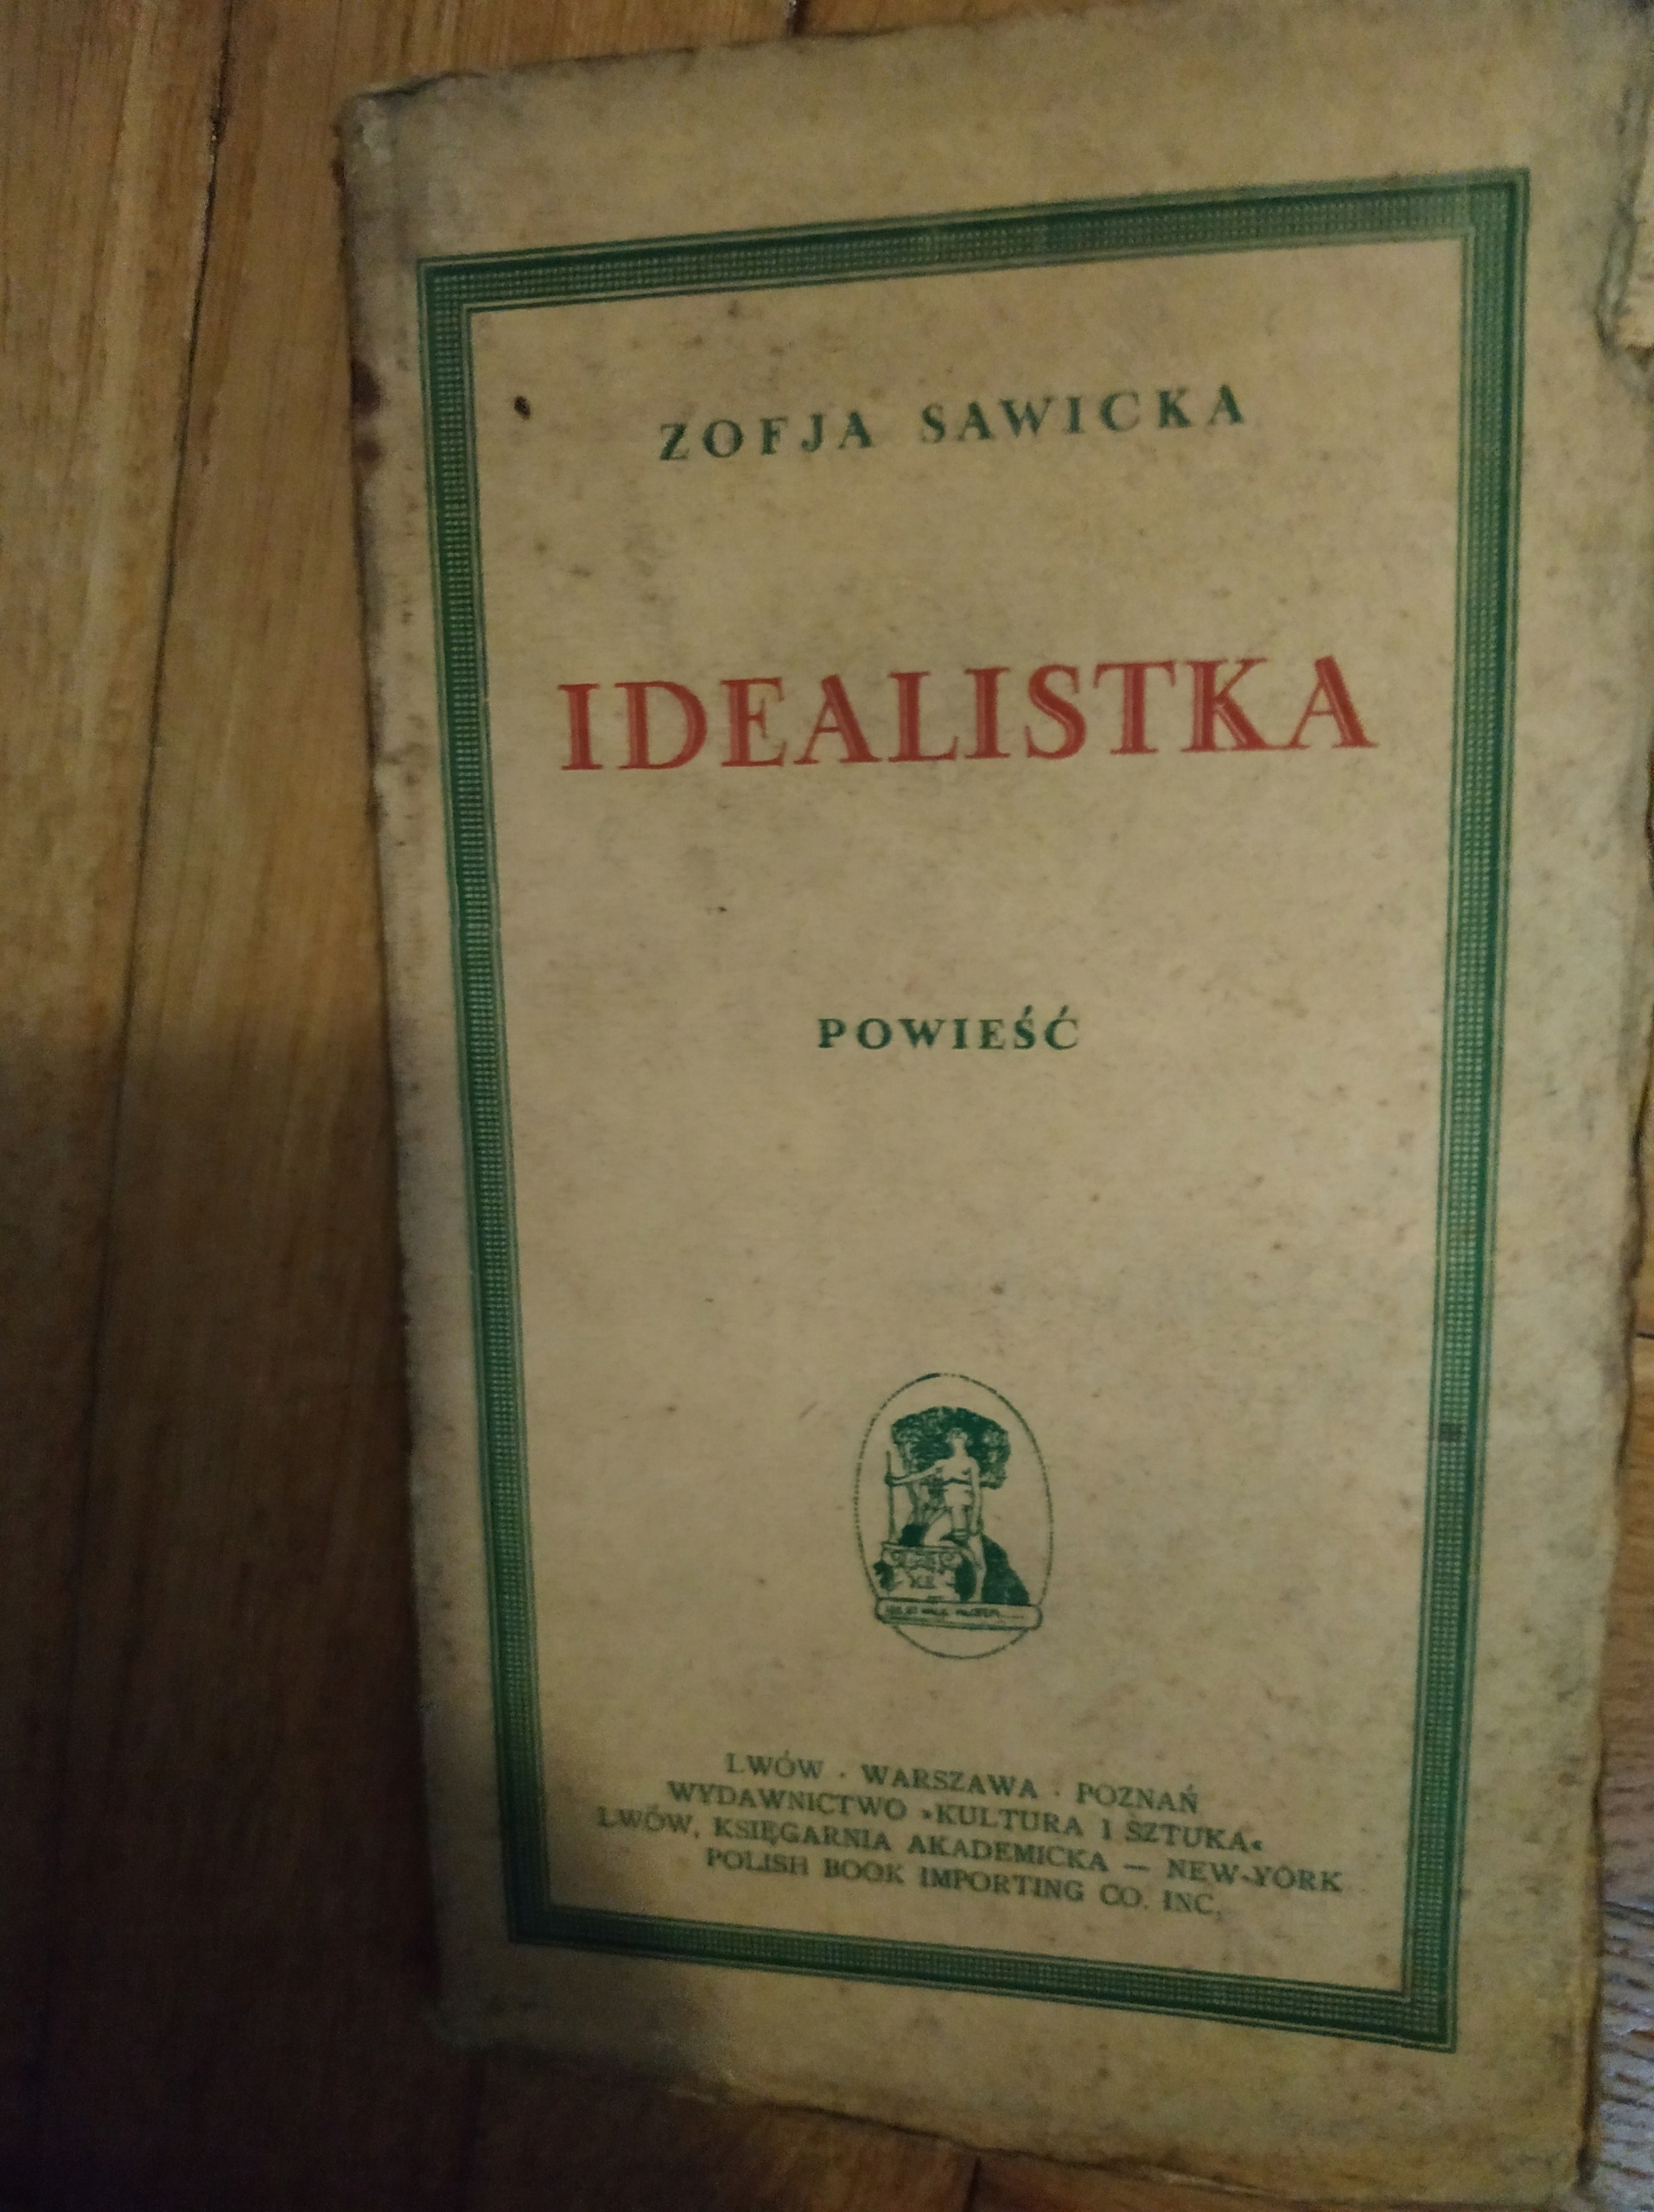 ZOFJA SAWICKA
IDEALISTKA
POWIEŚĆ
LWÓW · WARSZAWA · POZNAŃ
WYDAWNICTWO »KULTURA I SZTUKA«
LWÓW, KSIĘGARNIA AKADEMICKA — NEW-YORK
POLISH BOOK IMPORTING CO. INC.